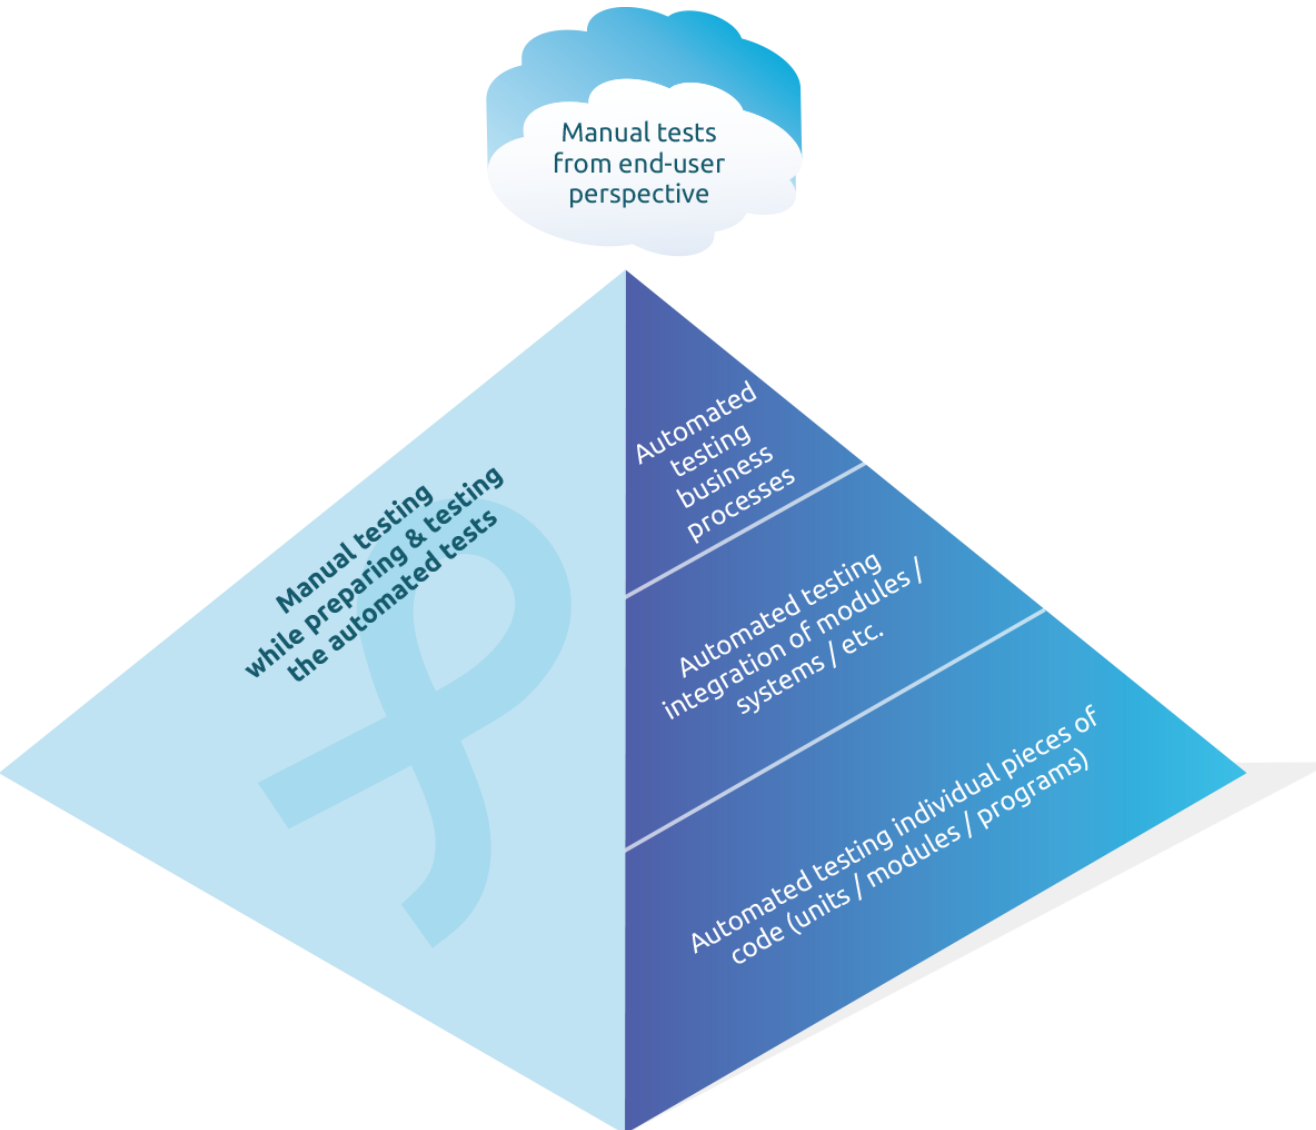 Manual tests
from end-user
perspective
Manual testing
while preparing & testing
the automated tests
Automated
testing
business
processes
Automated testing
integration of modules /
systems / etc.
Automated testing individual pieces of
code (units / modules / programs)